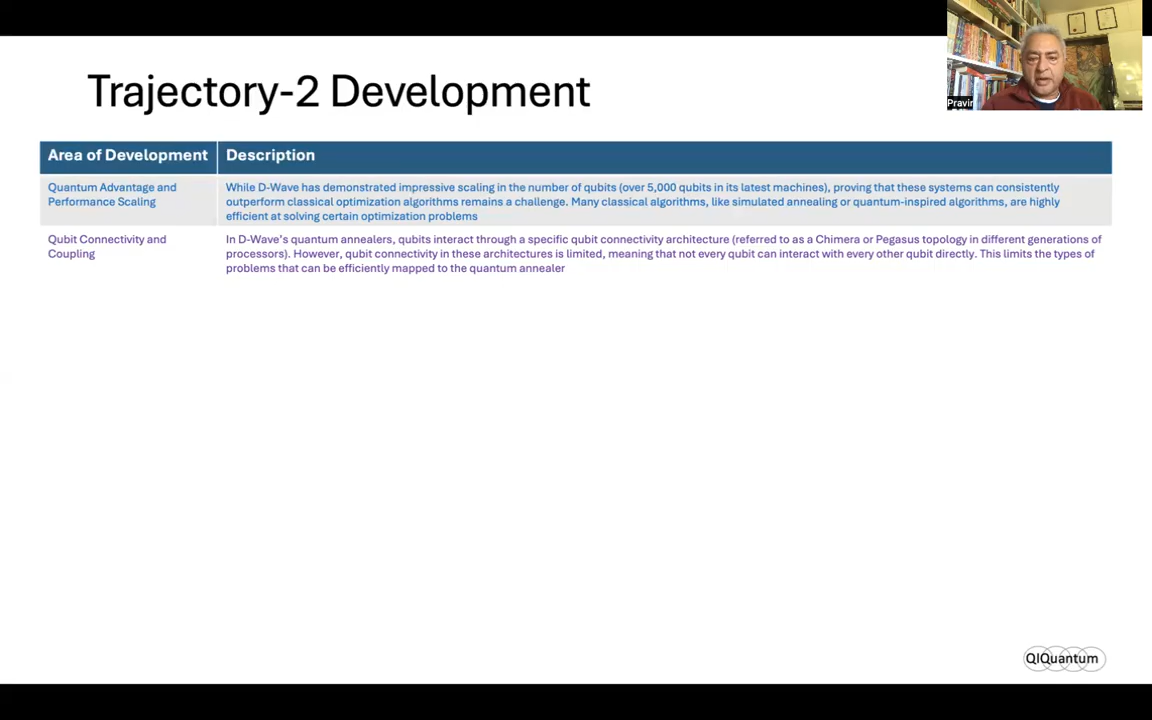 Trajectory-2 Development
Pravir
Area of Development
Description
Quantum Advantage and
Performance Scaling
While D-Wave has demonstrated impressive scaling in the number of qubits (over 5,000 qubits in its latest machines), proving that these systems can consistently
outperform classical optimization algorithms remains a challenge. Many classical algorithms, like simulated annealing or quantum-inspired algorithms, are highly
efficient at solving certain optimization problems
Qubit Connectivity and
Coupling
In D-Wave's quantum annealers, qubits interact through a specific qubit connectivity architecture (referred to as a Chimera or Pegasus topology in different generations of
processors). However, qubit connectivity in these architectures is limited, meaning that not every qubit can interact with every other qubit directly. This limits the types of
problems that can be efficiently mapped to the quantum annealer
QIQuantum